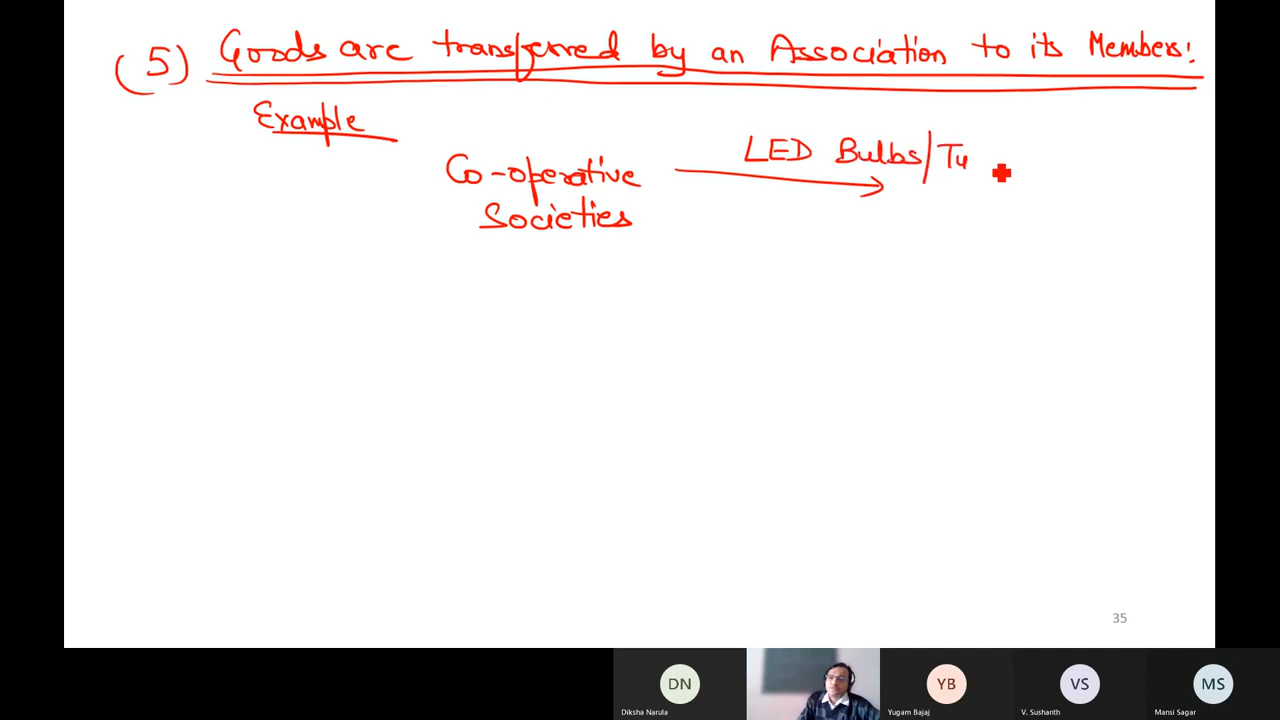 (5) Goods are transferred by an Association to its Members:
Example
Co-operative Societies
LED Bulbs/Tu
35
DN
YB
VS
MS
Diksha Narula
Yugam Bajaj
V. Sushanth
Mansi Sagar